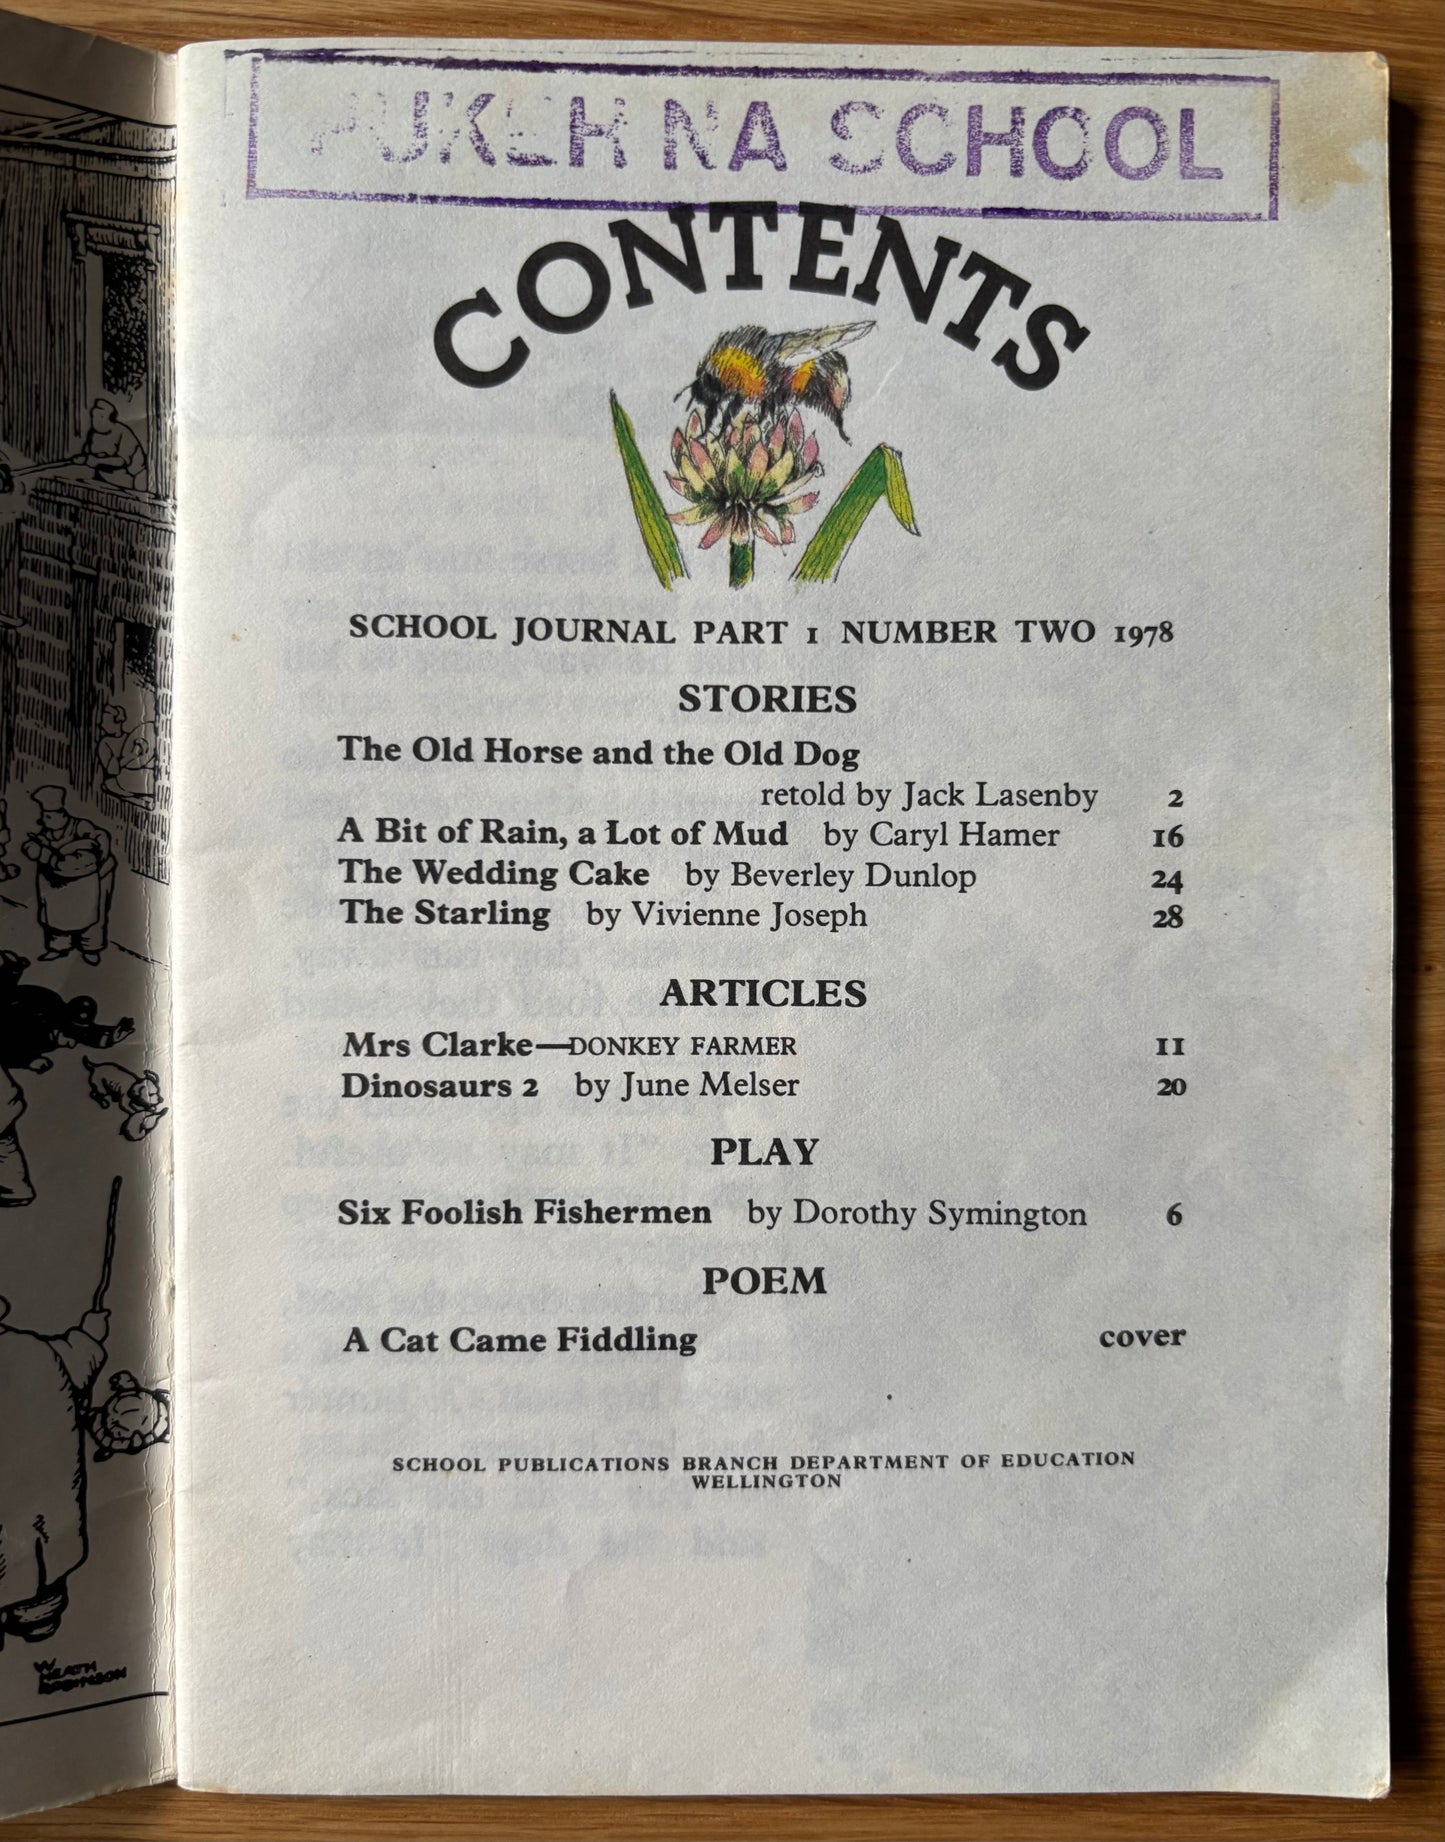 SCHOOL
CONTENTS
SCHOOL JOURNAL PART 1 NUMBER TWO 1978
STORIES
The Old Horse and the Old Dog
retold by Jack Lasenby 2
A Bit of Rain, a Lot of Mud by Caryl Hamer 16
The Wedding Cake by Beverley Dunlop 24
The Starling by Vivienne Joseph 28
ARTICLES
Mrs Clarke—DONKEY FARMER 11
Dinosaurs 2 by June Melser 20
PLAY
Six Foolish Fishermen by Dorothy Symington 6
POEM
A Cat Came Fiddling cover
SCHOOL PUBLICATIONS BRANCH DEPARTMENT OF EDUCATION
WELLINGTON
W
HEATH
ROBINSON